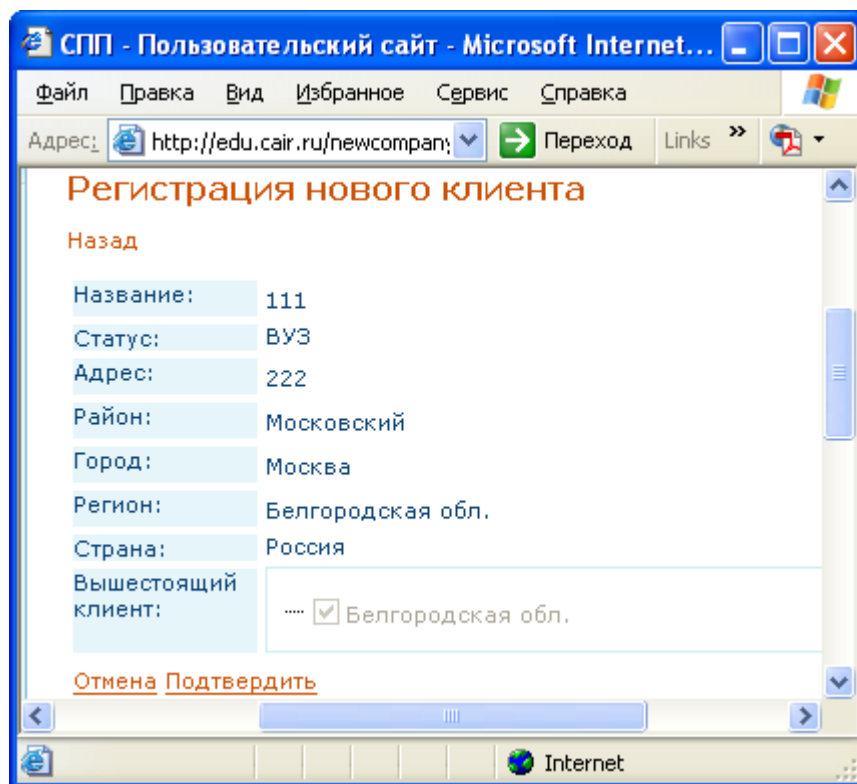 СПП - Пользовательский сайт - Microsoft Internet...
Файл Правка Вид Избранное Сервис Справка
Адрес: http://edu.cair.ru/newcompan Переход Links »
Регистрация нового клиента
Назад
Название: 111
Статус: ВУЗ
Адрес: 222
Район: Московский
Город: Москва
Регион: Белгородская обл.
Страна: Россия
Вышестоящий
клиент:
Белгородская обл.
Отмена Подтвердить
Internet